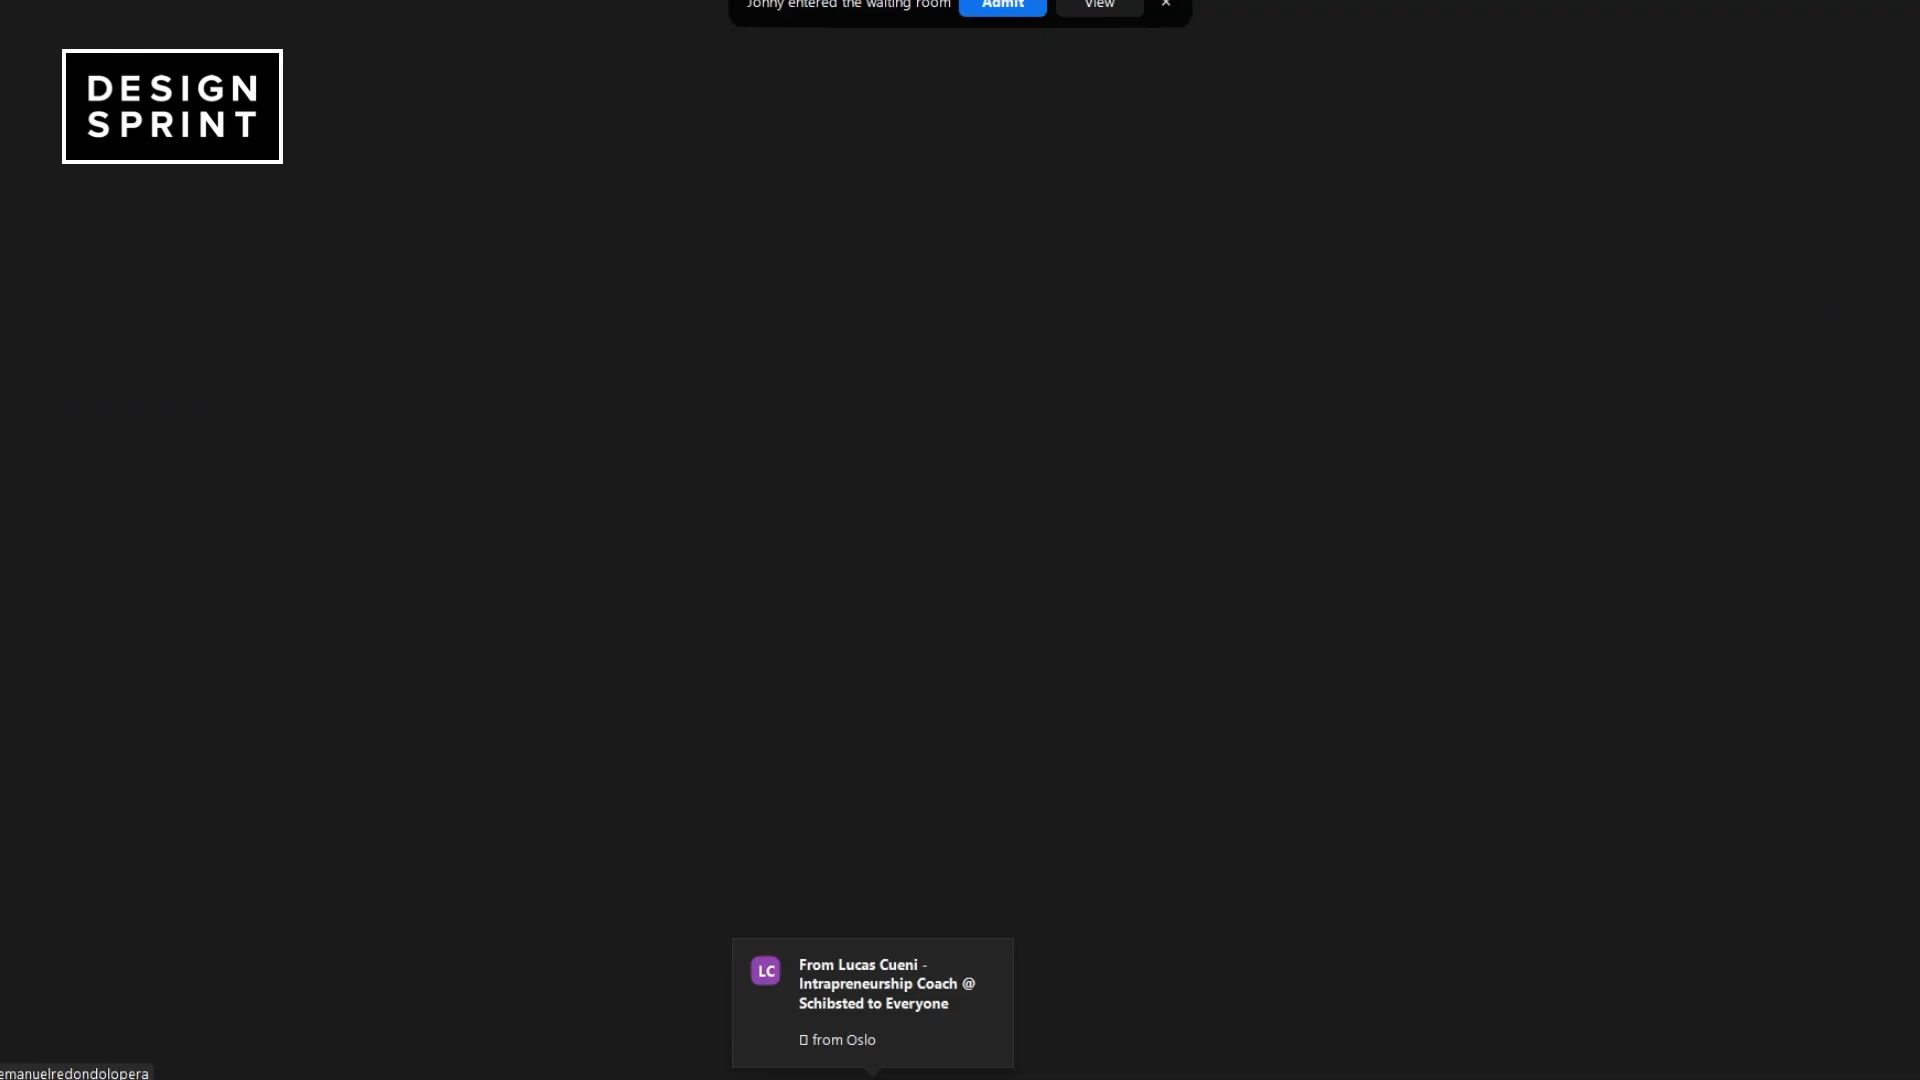 Jonny entered the waiting room
Admit
View
DESIGN
SPRINT
LC
From Lucas Cueni -
Intrapreneurship Coach @
Schibsted to Everyone
from Oslo
emanuelredondolopera